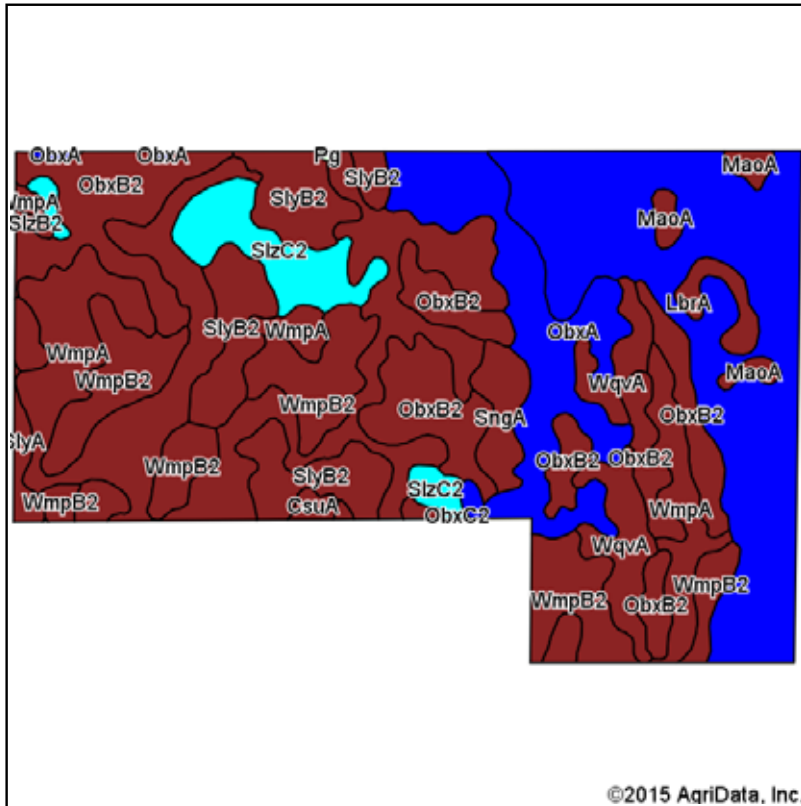 ObxA
ObxA
Pg
MaoA
ObxB2
SlyB2
SlyB2
WmpA
SlzB2
MaoA
SlzC2
ObxB2
LbrA
SlyB2
WmpA
ObxA
WmpA
WmpB2
MaoA
WqvA
WmpB2
ObxB2
SngA
ObxB2
SlyA
WmpB2
SlyB2
ObxB2
ObxB2
SlzC2
WmpB2
CsuA
ObxC2
WmpA
WqvA
WmpB2
ObxB2
WmpB2
©2015 AgriData, Inc.